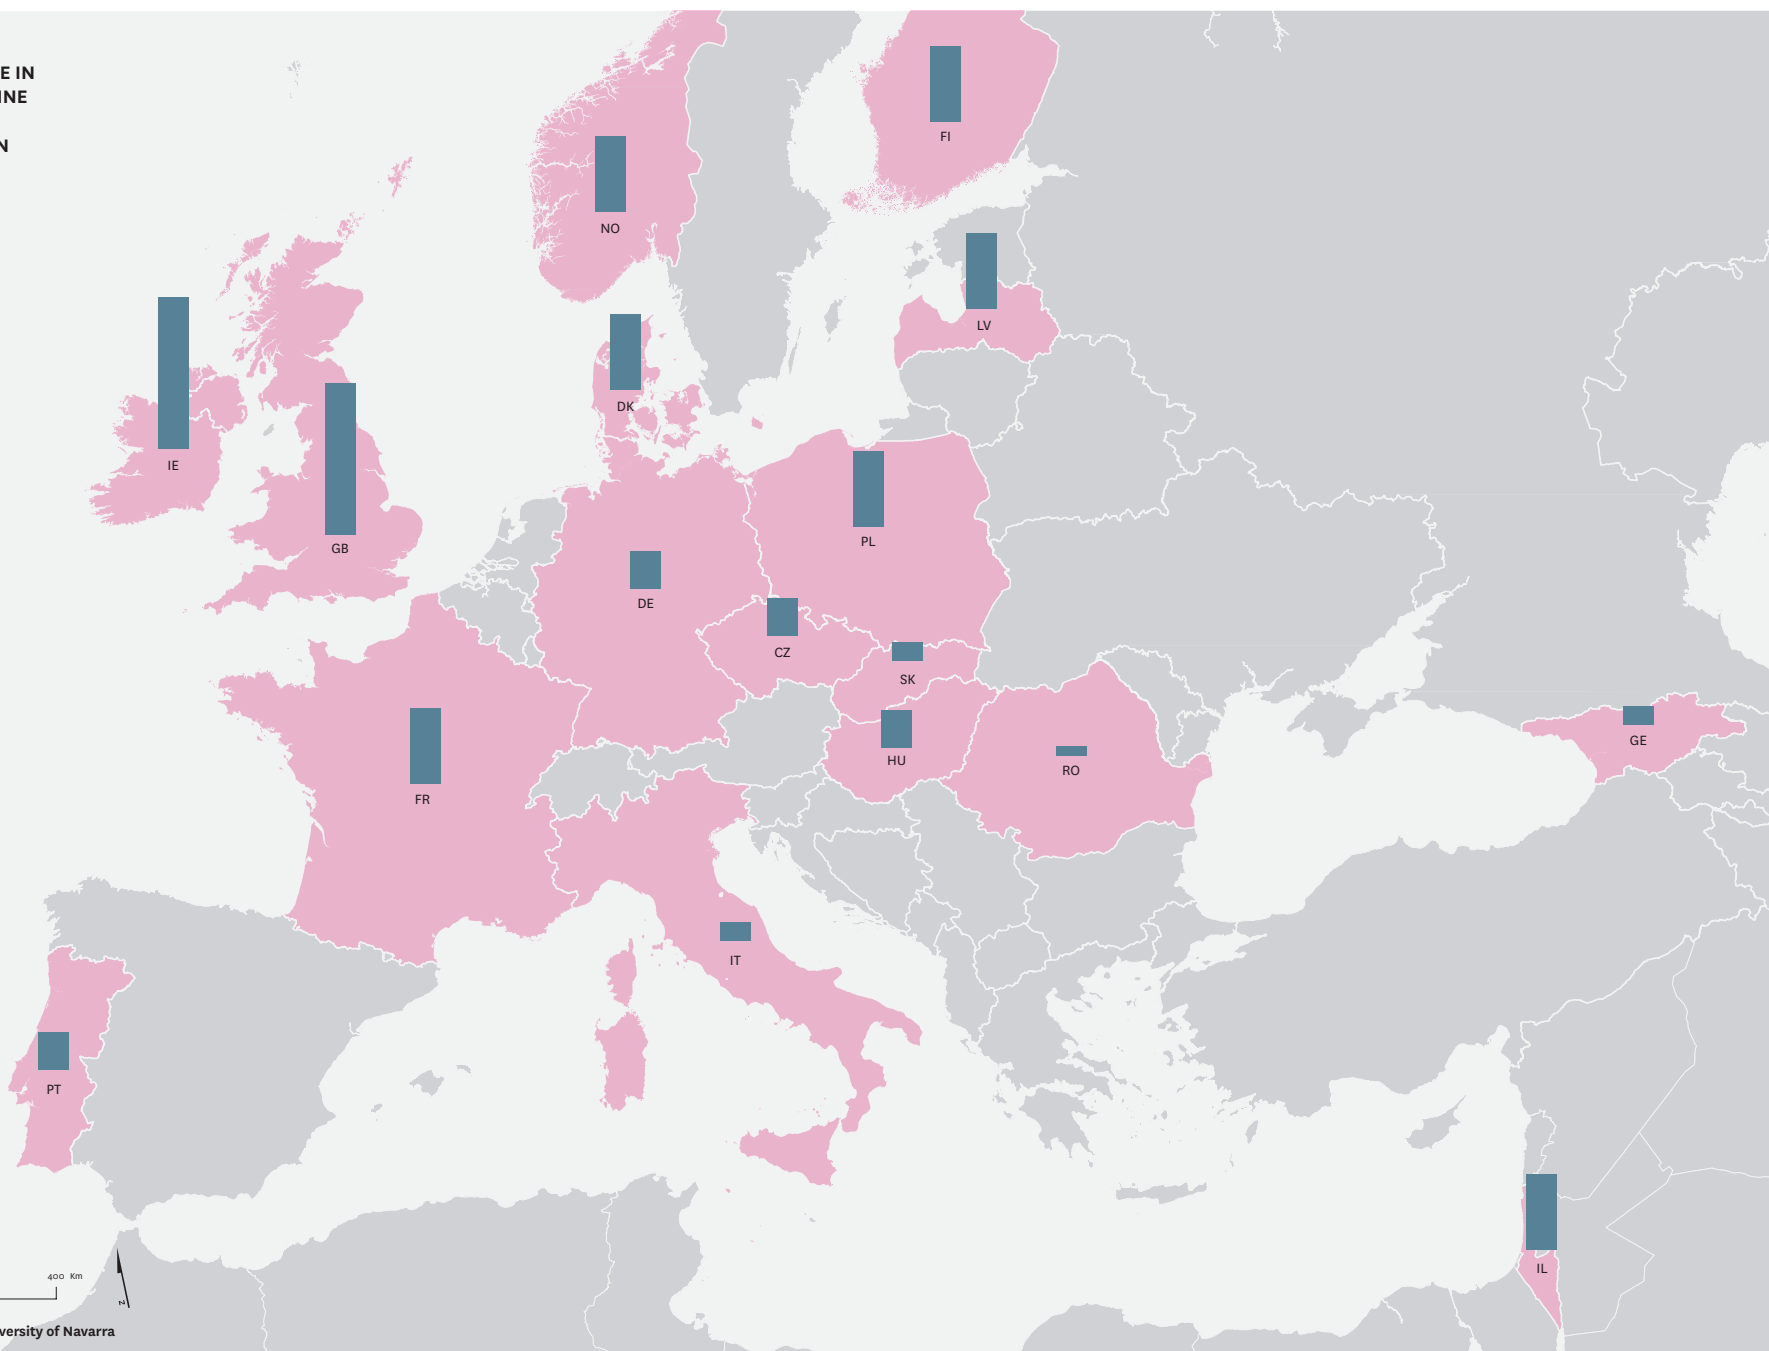 E IN
INE
N
FI
NO
LV
IE
DK
GB
PL
DE
CZ
SK
GE
HU
RO
FR
IT
PT
IL
400 Km
z
versity of Navarra